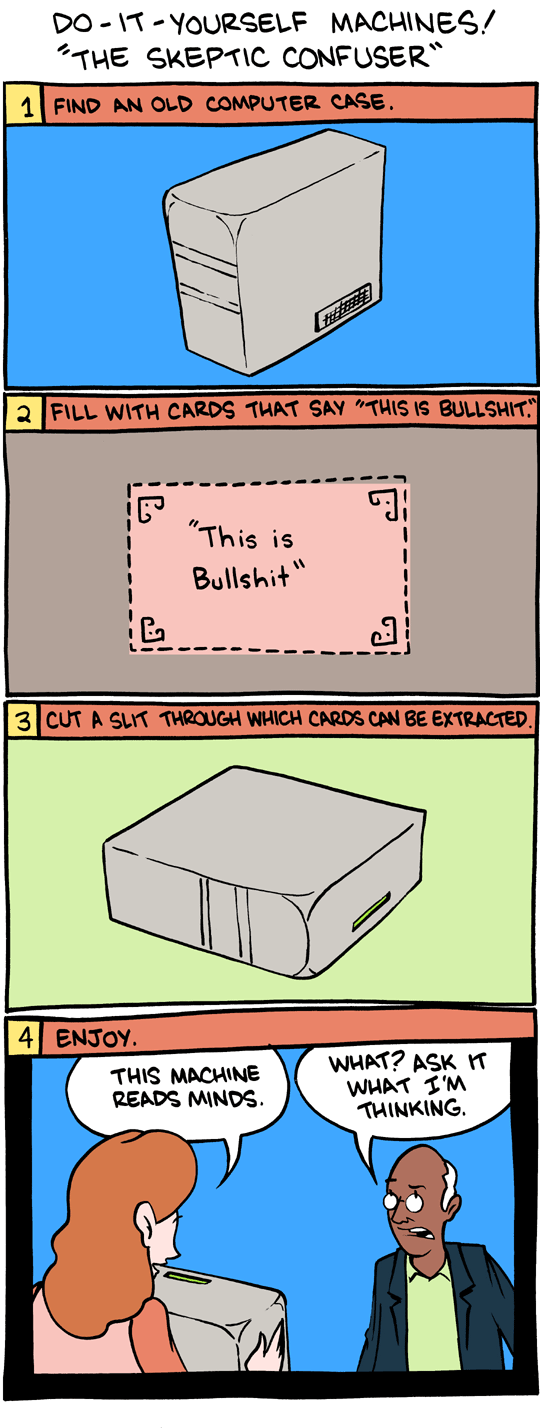 DO-IT-YOURSELF MACHINES!
"THE SKEPTIC CONFUSER"
1 FIND AN OLD COMPUTER CASE.
2 FILL WITH CARDS THAT SAY "THIS IS BULLSHIT."
"This is
Bullshit"
3 CUT A SLIT THROUGH WHICH CARDS CAN BE EXTRACTED.
4 ENJOY.
THIS MACHINE
READS MINDS.
WHAT? ASK IT
WHAT I'M
THINKING.